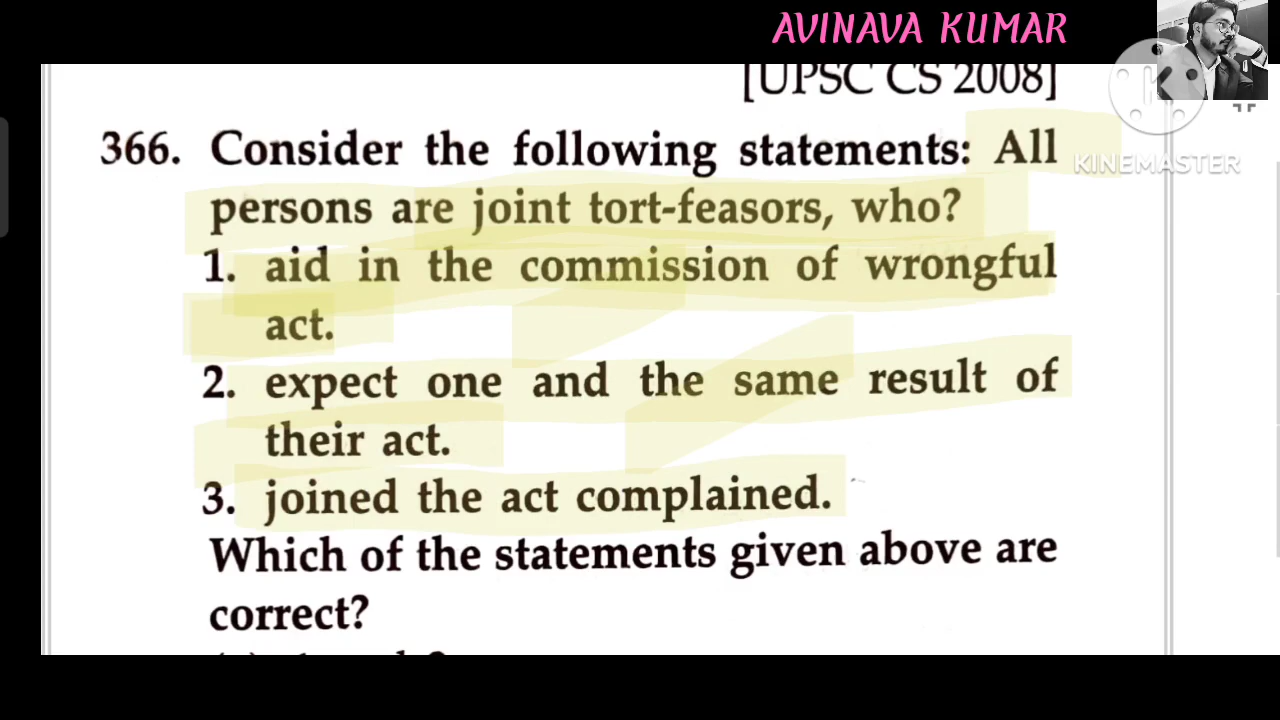 AVINAVA KUMAR
[UPSC CS 2008]
KINEMASTER
366. Consider the following statements: All
persons are joint tort-feasors, who?
1. aid in the commission of wrongful
act.
2. expect one and the same result of
their act.
3. joined the act complained.
Which of the statements given above are
correct?